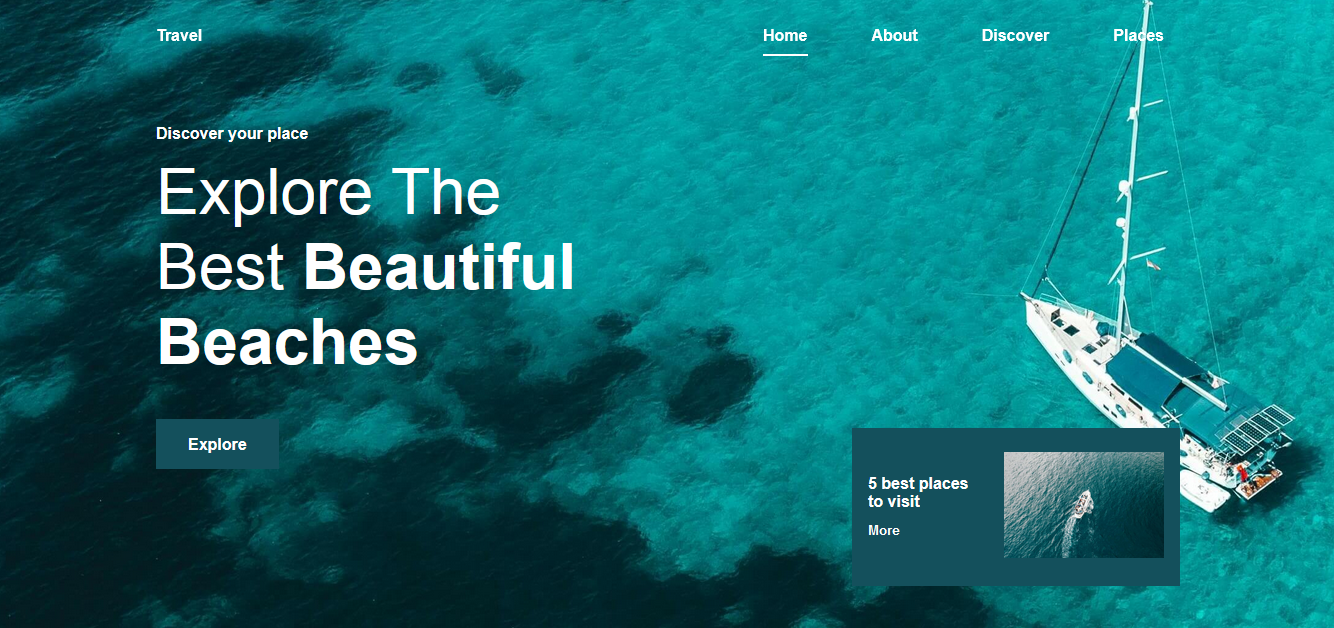 Travel
Home
About
Discover
Places
Discover your place
Explore The
Best Beautiful
Beaches
Explore
5 best places
to visit
More